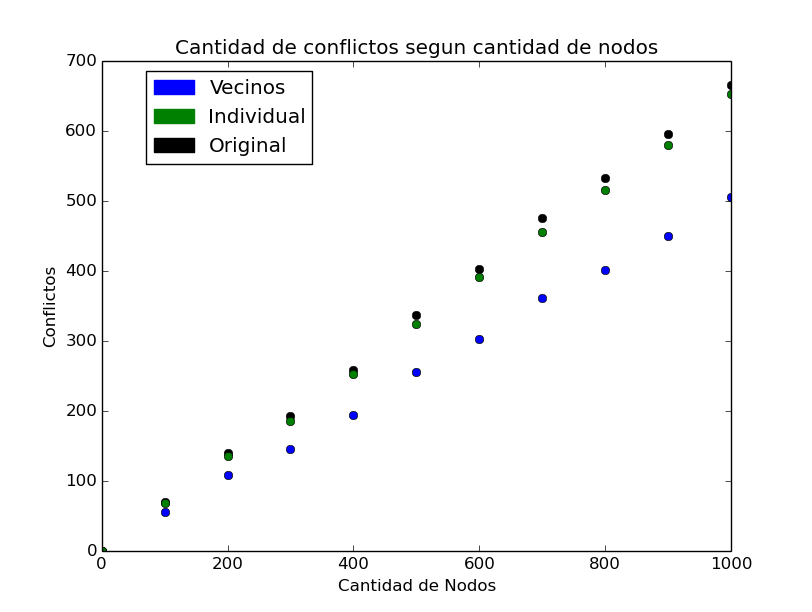 Cantidad de conflictos segun cantidad de nodos
700
600
500
400
300
200
100
0
Conflictos
Vecinos
Individual
Original
0 200 400 600 800 1000
Cantidad de Nodos